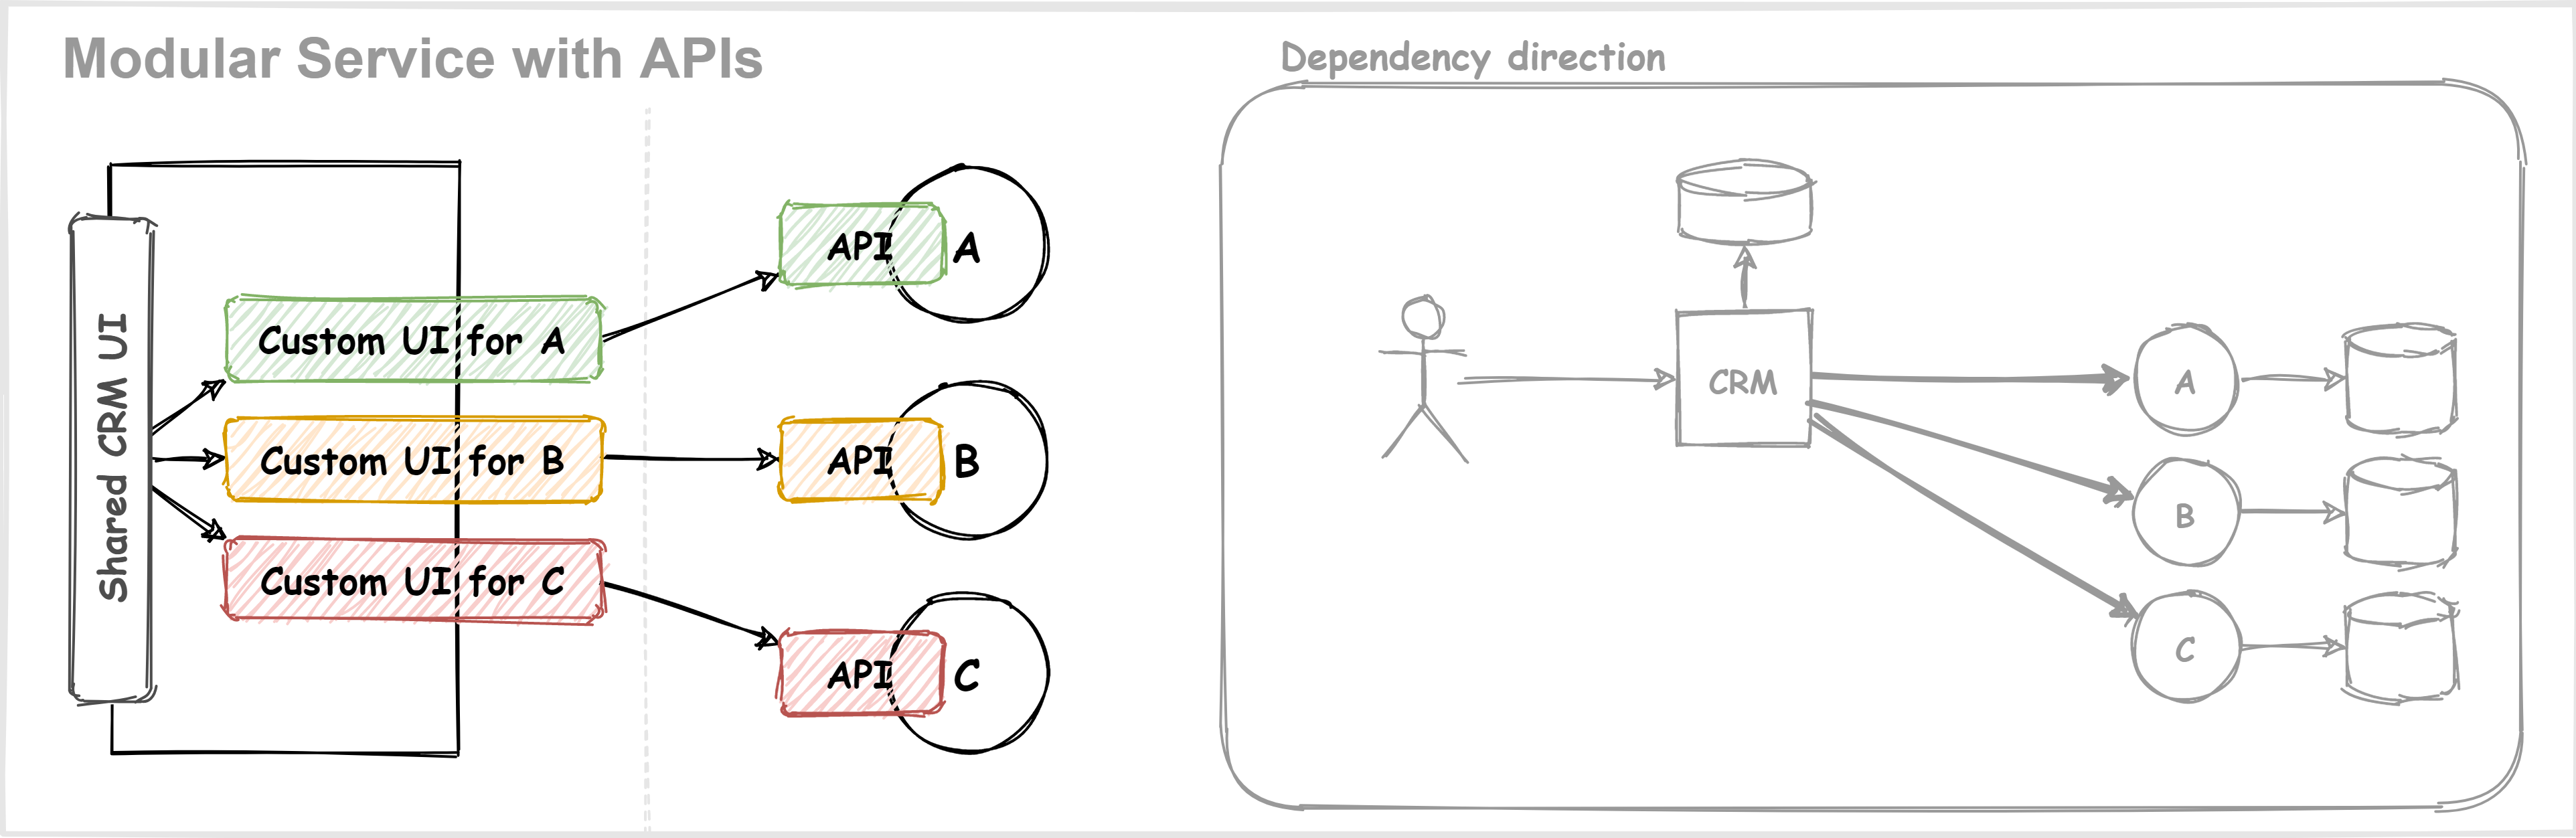 Modular Service with APIs
Shared CRM UI
Custom UI for A
Custom UI for B
Custom UI for C
API
A
API
B
API
C
Dependency direction
CRM
A
B
C